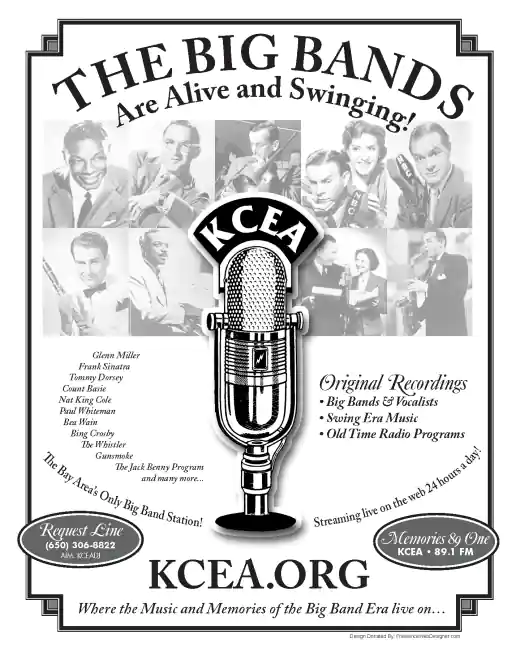 THE BIG BANDS
Are Alive and Swinging!
NBC
NBC
KCEA
Glenn Miller
Frank Sinatra
Tommy Dorsey
Count Basie
Nat King Cole
Paul Whiteman
Bea Wain
Bing Crosby
The Whistler
Gunsmoke
The Jack Benny Program
and many more...
Original Recordings
• Big Bands & Vocalists
• Swing Era Music
• Old Time Radio Programs
The Bay Area's Only Big Band Station!
Streaming live on the web 24 hours a day!
Request Line
(650) 306-8822
AIM: KCEADJ
Memories 89 One
KCEA • 89.1 FM
KCEA.ORG
Where the Music and Memories of the Big Band Era live on...